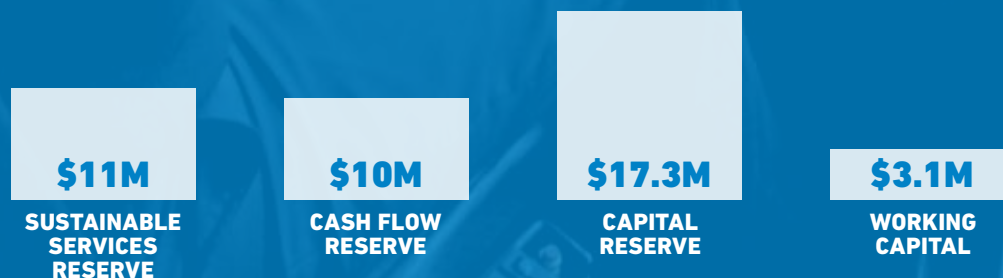 $11M
SUSTAINABLE
SERVICES
RESERVE
$10M
CASH FLOW
RESERVE
$17.3M
CAPITAL
RESERVE
$3.1M
WORKING
CAPITAL